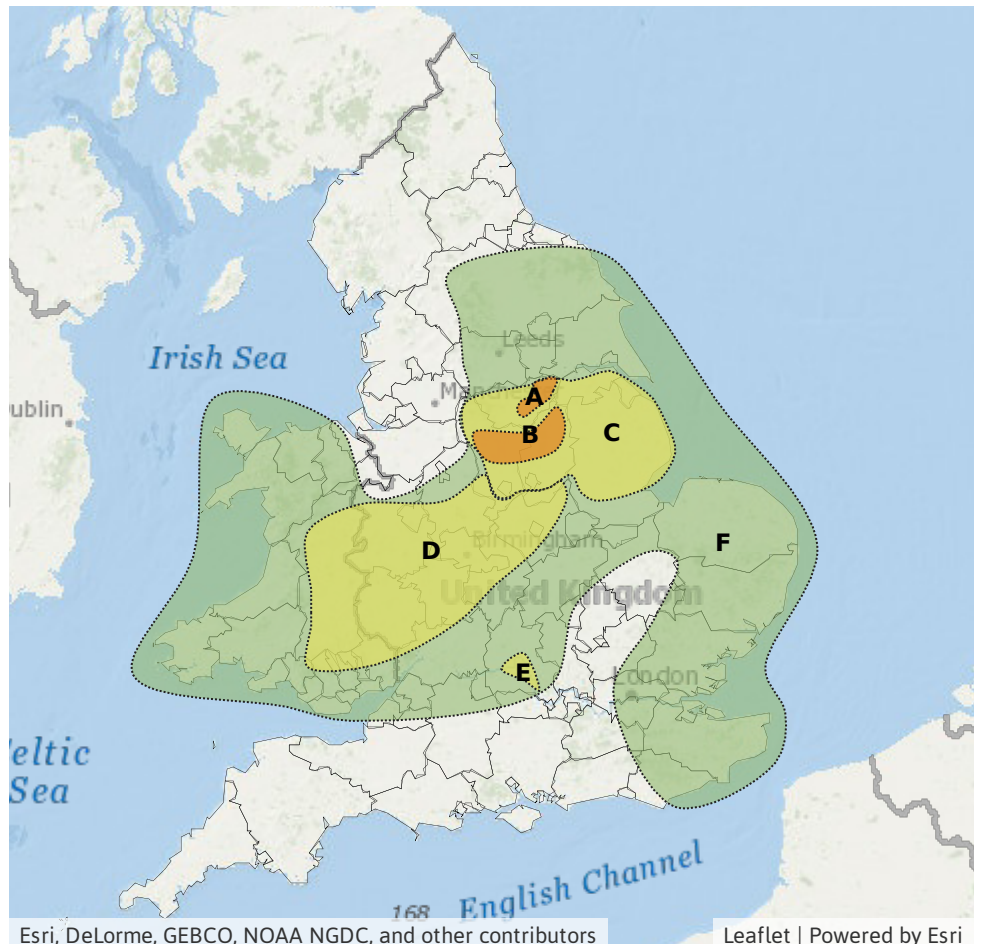 Irish Sea
Leeds
Man
A
ublin
B
C
D
Birmingham
F
United Kingdom
E
London
eltic
Sea
English Channel
168
Esri, DeLorme, GEBCO, NOAA NGDC, and other contributors
Leaflet | Powered by Esri